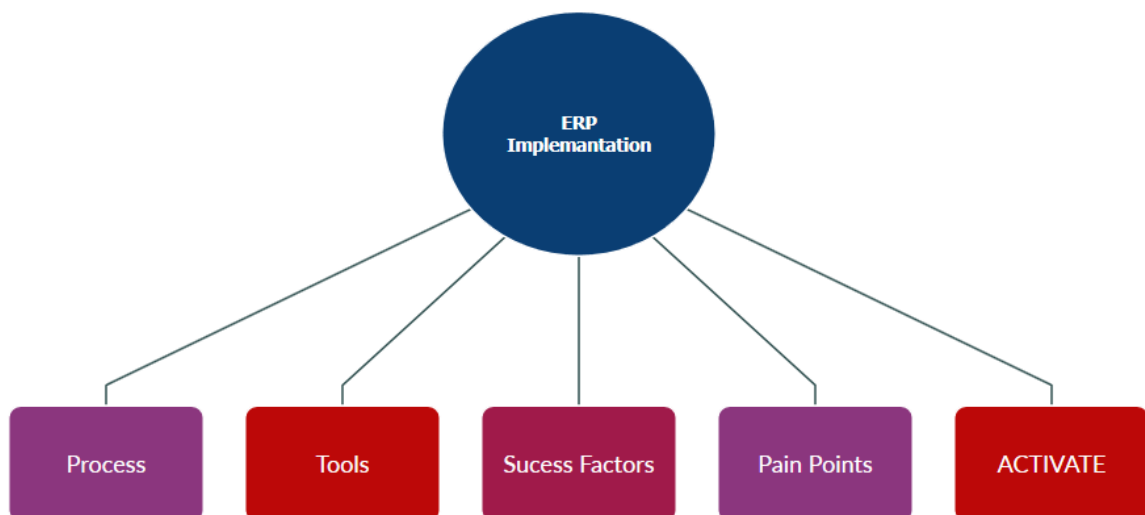 ERP
Implemantation
Process
Tools
Sucess Factors
Pain Points
ACTIVATE